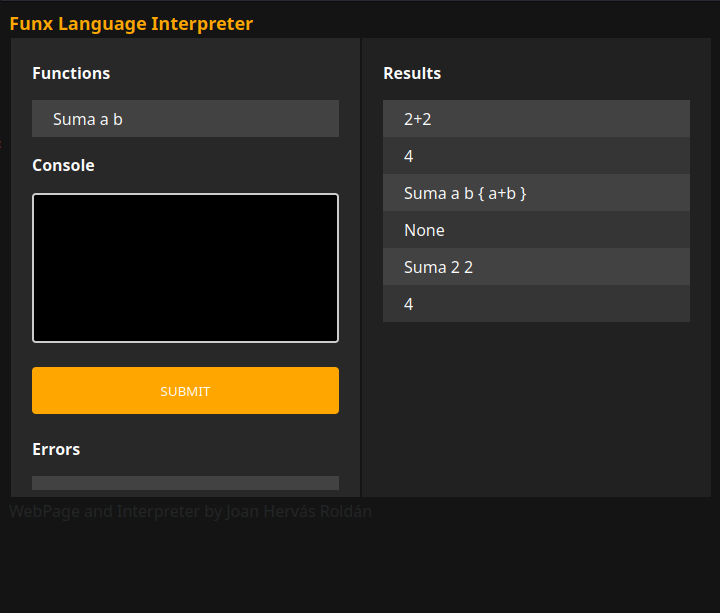 Funx Language Interpreter
Functions
Suma a b
Console
SUBMIT
Errors
Results
2+2
4
Suma a b { a+b }
None
Suma 2 2
4
WebPage and Interpreter by Joan Hervás Roldán